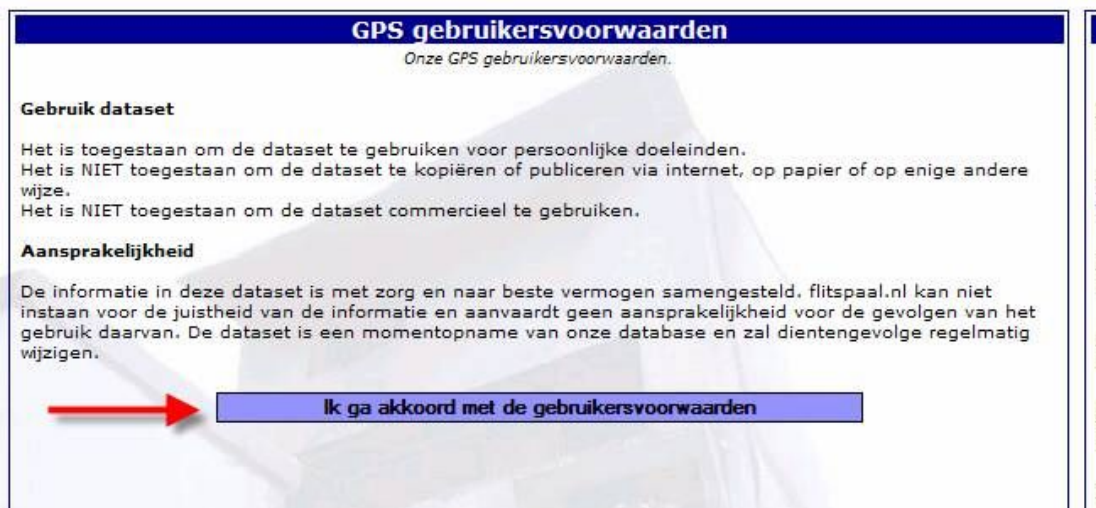 GPS gebruikersvoorwaarden
Onze GPS gebruikersvoorwaarden.
Gebruik dataset
Het is toegestaan om de dataset te gebruiken voor persoonlijke doeleinden.
Het is NIET toegestaan om de dataset te kopiëren of publiceren via internet, op papier of op enige andere
wijze.
Het is NIET toegestaan om de dataset commercieel te gebruiken.
Aansprakelijkheid
De informatie in deze dataset is met zorg en naar beste vermogen samengesteld. flitspaal.nl kan niet
instaan voor de juistheid van de informatie en aanvaardt geen aansprakelijkheid voor de gevolgen van het
gebruik daarvan. De dataset is een momentopname van onze database en zal dientengevolge regelmatig
wijzigen.
Ik ga akkoord met de gebruikersvoorwaarden